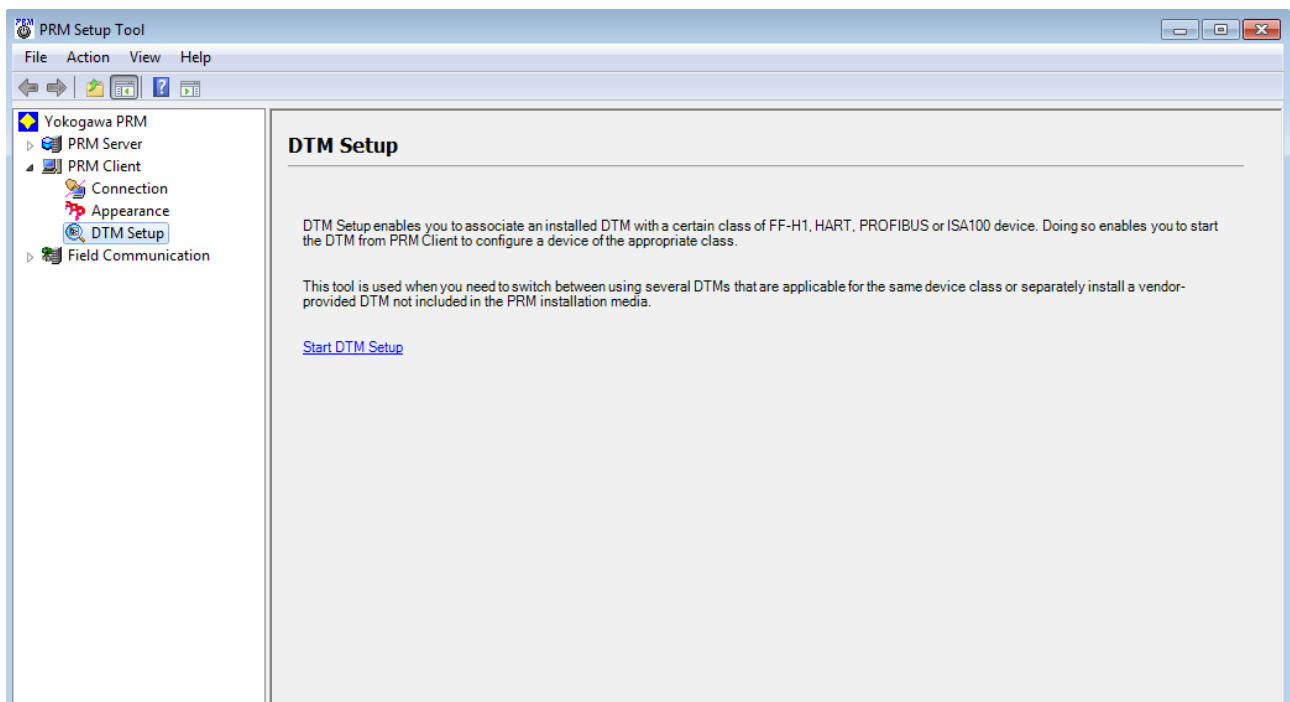 PRM Setup Tool
File Action View Help
Yokogawa PRM
PRM Server
PRM Client
Connection
Appearance
DTM Setup
Field Communication
DTM Setup
DTM Setup enables you to associate an installed DTM with a certain class of FF-H1, HART, PROFIBUS or ISA100 device. Doing so enables you to start
the DTM from PRM Client to configure a device of the appropriate class.
This tool is used when you need to switch between using several DTMs that are applicable for the same device class or separately install a vendor-
provided DTM not included in the PRM installation media.
Start DTM Setup